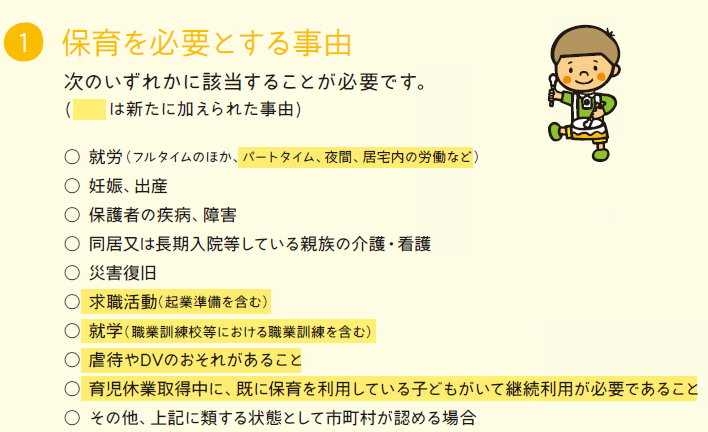 1 保育を必要とする事由
次のいずれかに該当することが必要です。
( は新たに加えられた事由)
○ 就労(フルタイムのほか、パートタイム、夜間、居宅内の労働など)
○ 妊娠、出産
○ 保護者の疾病、障害
○ 同居又は長期入院等している親族の介護・看護
○ 災害復旧
○ 求職活動(起業準備を含む)
○ 就学(職業訓練校等における職業訓練を含む)
○ 虐待やDVのおそれがあること
○ 育児休業取得中に、既に保育を利用している子どもがいて継続利用が必要であること
○ その他、上記に類する状態として市町村が認める場合